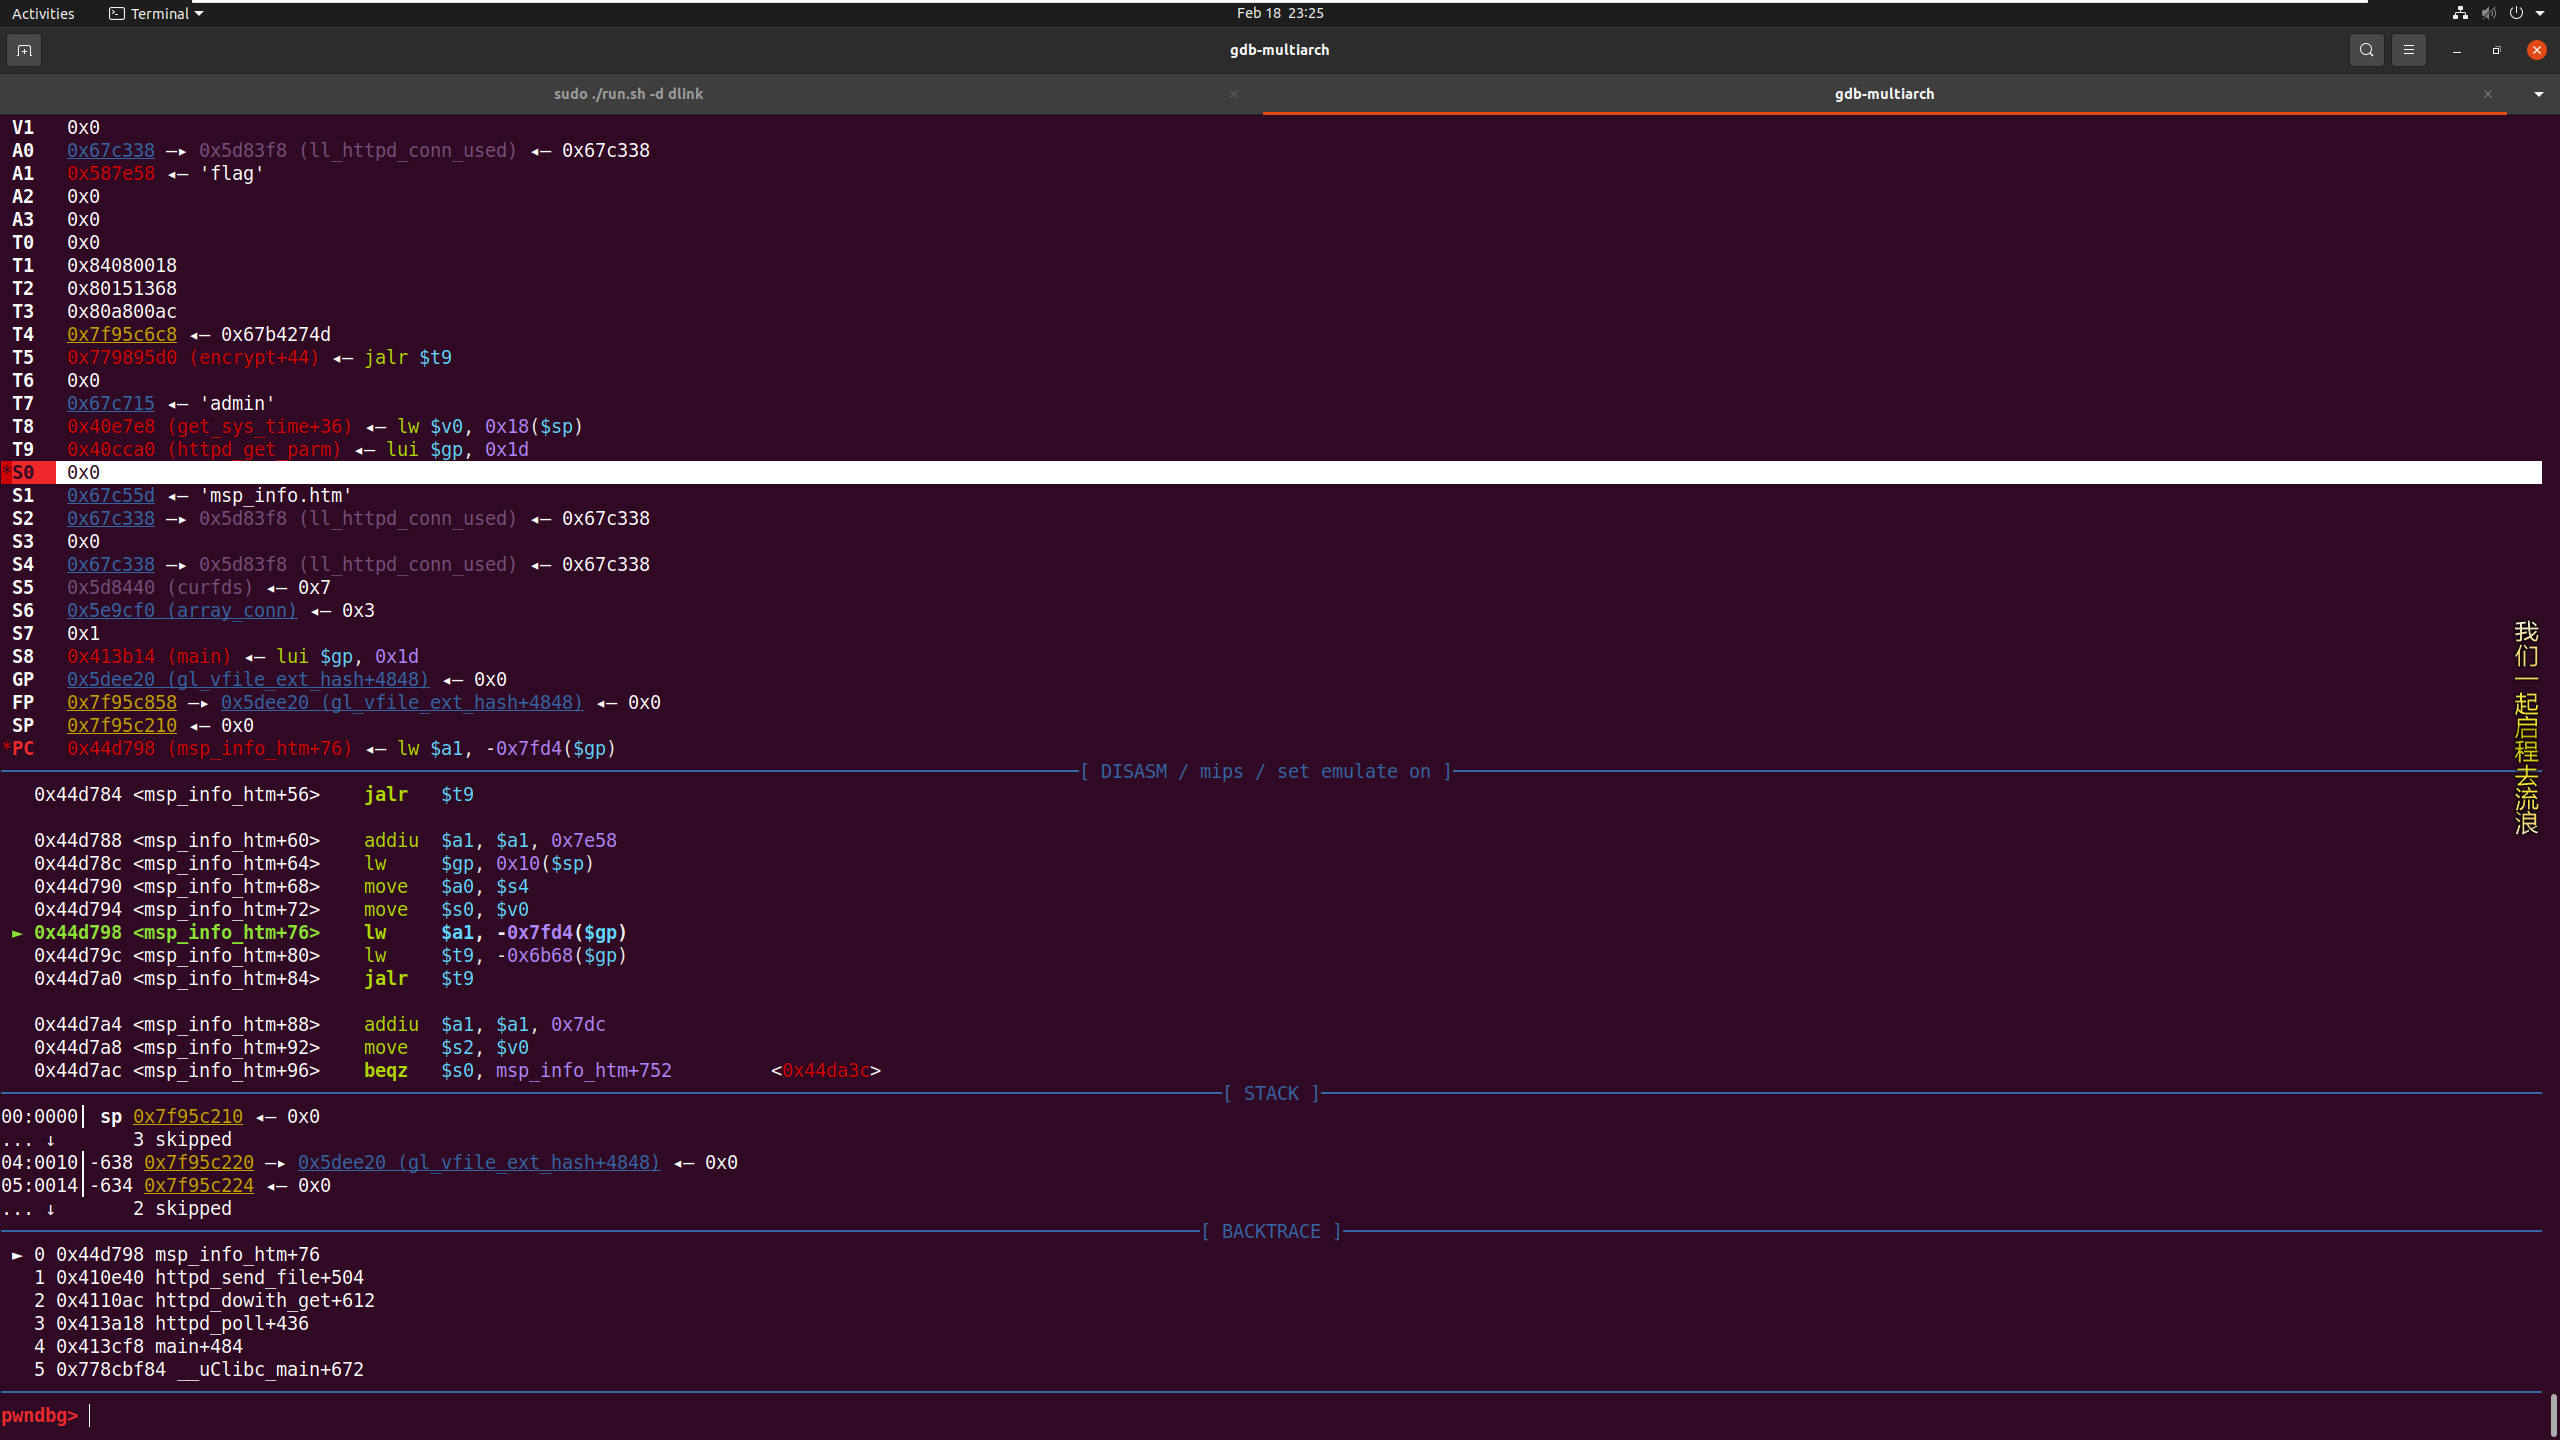 Activities Terminal Feb 18 23:25
gdb-multiarch
sudo ./run.sh -d dlink × gdb-multiarch ×
V1 0x0
A0 0x67c338 —▸ 0x5d83f8 (ll_httpd_conn_used) ◂— 0x67c338
A1 0x587e58 ◂— 'flag'
A2 0x0
A3 0x0
T0 0x0
T1 0x84080018
T2 0x80151368
T3 0x80a800ac
T4 0x7f95c6c8 ◂— 0x67b4274d
T5 0x779895d0 (encrypt+44) ◂— jalr $t9
T6 0x0
T7 0x67c715 ◂— 'admin'
T8 0x40e7e8 (get_sys_time+36) ◂— lw $v0, 0x18($sp)
T9 0x40cca0 (httpd_get_parm) ◂— lui $gp, 0x1d
*S0 0x0
S1 0x67c55d ◂— 'msp_info.htm'
S2 0x67c338 —▸ 0x5d83f8 (ll_httpd_conn_used) ◂— 0x67c338
S3 0x0
S4 0x67c338 —▸ 0x5d83f8 (ll_httpd_conn_used) ◂— 0x67c338
S5 0x5d8440 (curfds) ◂— 0x7
S6 0x5e9cf0 (array_conn) ◂— 0x3
S7 0x1
S8 0x413b14 (main) ◂— lui $gp, 0x1d
GP 0x5dee20 (gl_vfile_ext_hash+4848) ◂— 0x0
FP 0x7f95c858 —▸ 0x5dee20 (gl_vfile_ext_hash+4848) ◂— 0x0
SP 0x7f95c210 ◂— 0x0
*PC 0x44d798 (msp_info_htm+76) ◂— lw $a1, -0x7fd4($gp)
[ DISASM / mips / set emulate on ]
0x44d784 <msp_info_htm+56> jalr $t9
0x44d788 <msp_info_htm+60> addiu $a1, $a1, 0x7e58
0x44d78c <msp_info_htm+64> lw $gp, 0x10($sp)
0x44d790 <msp_info_htm+68> move $a0, $s4
0x44d794 <msp_info_htm+72> move $s0, $v0
► 0x44d798 <msp_info_htm+76> lw $a1, -0x7fd4($gp)
0x44d79c <msp_info_htm+80> lw $t9, -0x6b68($gp)
0x44d7a0 <msp_info_htm+84> jalr $t9
0x44d7a4 <msp_info_htm+88> addiu $a1, $a1, 0x7dc
0x44d7a8 <msp_info_htm+92> move $s2, $v0
0x44d7ac <msp_info_htm+96> beqz $s0, msp_info_htm+752 <0x44da3c>
[ STACK ]
00:0000│ sp 0x7f95c210 ◂— 0x0
... ↓ 3 skipped
04:0010│-638 0x7f95c220 —▸ 0x5dee20 (gl_vfile_ext_hash+4848) ◂— 0x0
05:0014│-634 0x7f95c224 ◂— 0x0
... ↓ 2 skipped
[ BACKTRACE ]
► 0 0x44d798 msp_info_htm+76
1 0x410e40 httpd_send_file+504
2 0x4110ac httpd_dowith_get+612
3 0x413a18 httpd_poll+436
4 0x413cf8 main+484
5 0x778cbf84 __uClibc_main+672
pwndbg>
我们一起启程去流浪